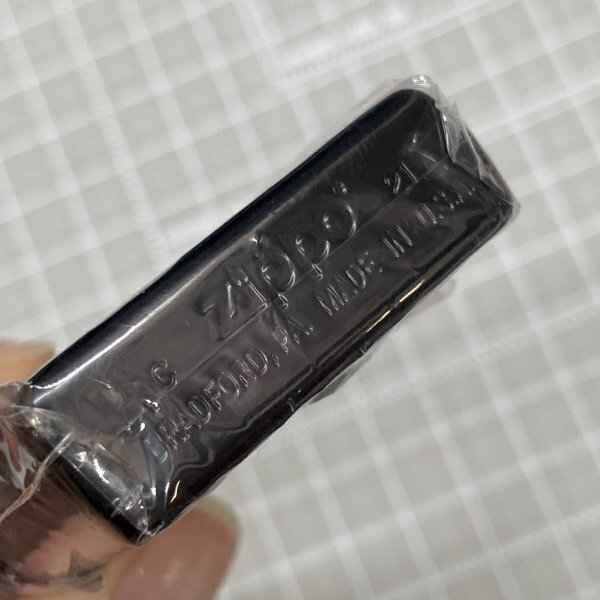 C zippo® 21
BRADFORD, PA. MADE IN U.S.A.